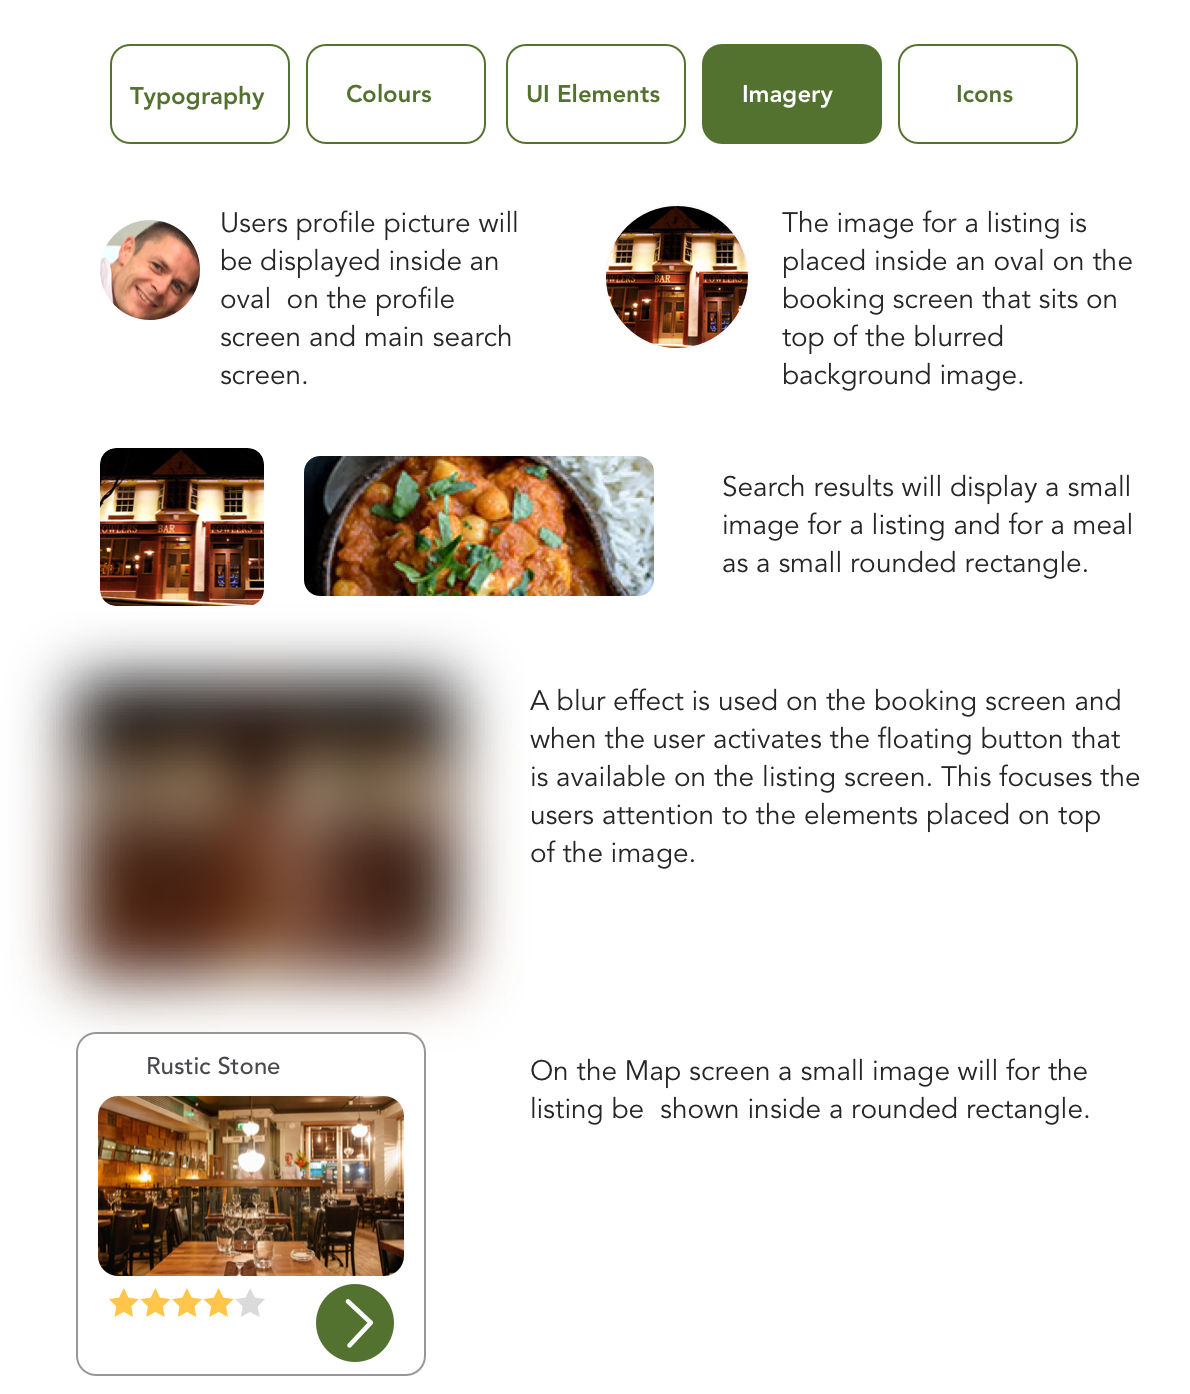 Typography
Colours
UI Elements
Imagery
Icons
Users profile picture will
be displayed inside an
oval  on the profile
screen and main search
screen.
BAR
The image for a listing is
placed inside an oval on the
booking screen that sits on
top of the blurred
background image.
BAR
Search results will display a small
image for a listing and for a meal
as a small rounded rectangle.
A blur effect is used on the booking screen and
when the user activates the floating button that
is available on the listing screen. This focuses the
users attention to the elements placed on top
of the image.
Rustic Stone
On the Map screen a small image will for the
listing be  shown inside a rounded rectangle.